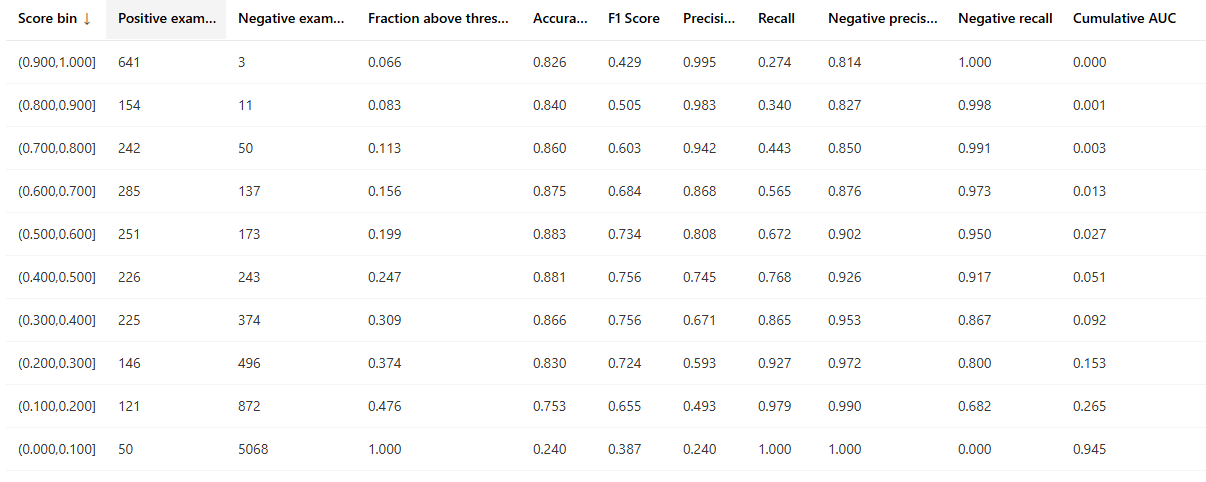 Score bin ↓ Positive exam... Negative exam... Fraction above thres... Accura... F1 Score Precisi... Recall Negative precis... Negative recall Cumulative AUC
(0.900,1.000] 641 3 0.066 0.826 0.429 0.995 0.274 0.814 1.000 0.000
(0.800,0.900] 154 11 0.083 0.840 0.505 0.983 0.340 0.827 0.998 0.001
(0.700,0.800] 242 50 0.113 0.860 0.603 0.942 0.443 0.850 0.991 0.003
(0.600,0.700] 285 137 0.156 0.875 0.684 0.868 0.565 0.876 0.973 0.013
(0.500,0.600] 251 173 0.199 0.883 0.734 0.808 0.672 0.902 0.950 0.027
(0.400,0.500] 226 243 0.247 0.881 0.756 0.745 0.768 0.926 0.917 0.051
(0.300,0.400] 225 374 0.309 0.866 0.756 0.671 0.865 0.953 0.867 0.092
(0.200,0.300] 146 496 0.374 0.830 0.724 0.593 0.927 0.972 0.800 0.153
(0.100,0.200] 121 872 0.476 0.753 0.655 0.493 0.979 0.990 0.682 0.265
(0.000,0.100] 50 5068 1.000 0.240 0.387 0.240 1.000 1.000 0.000 0.945